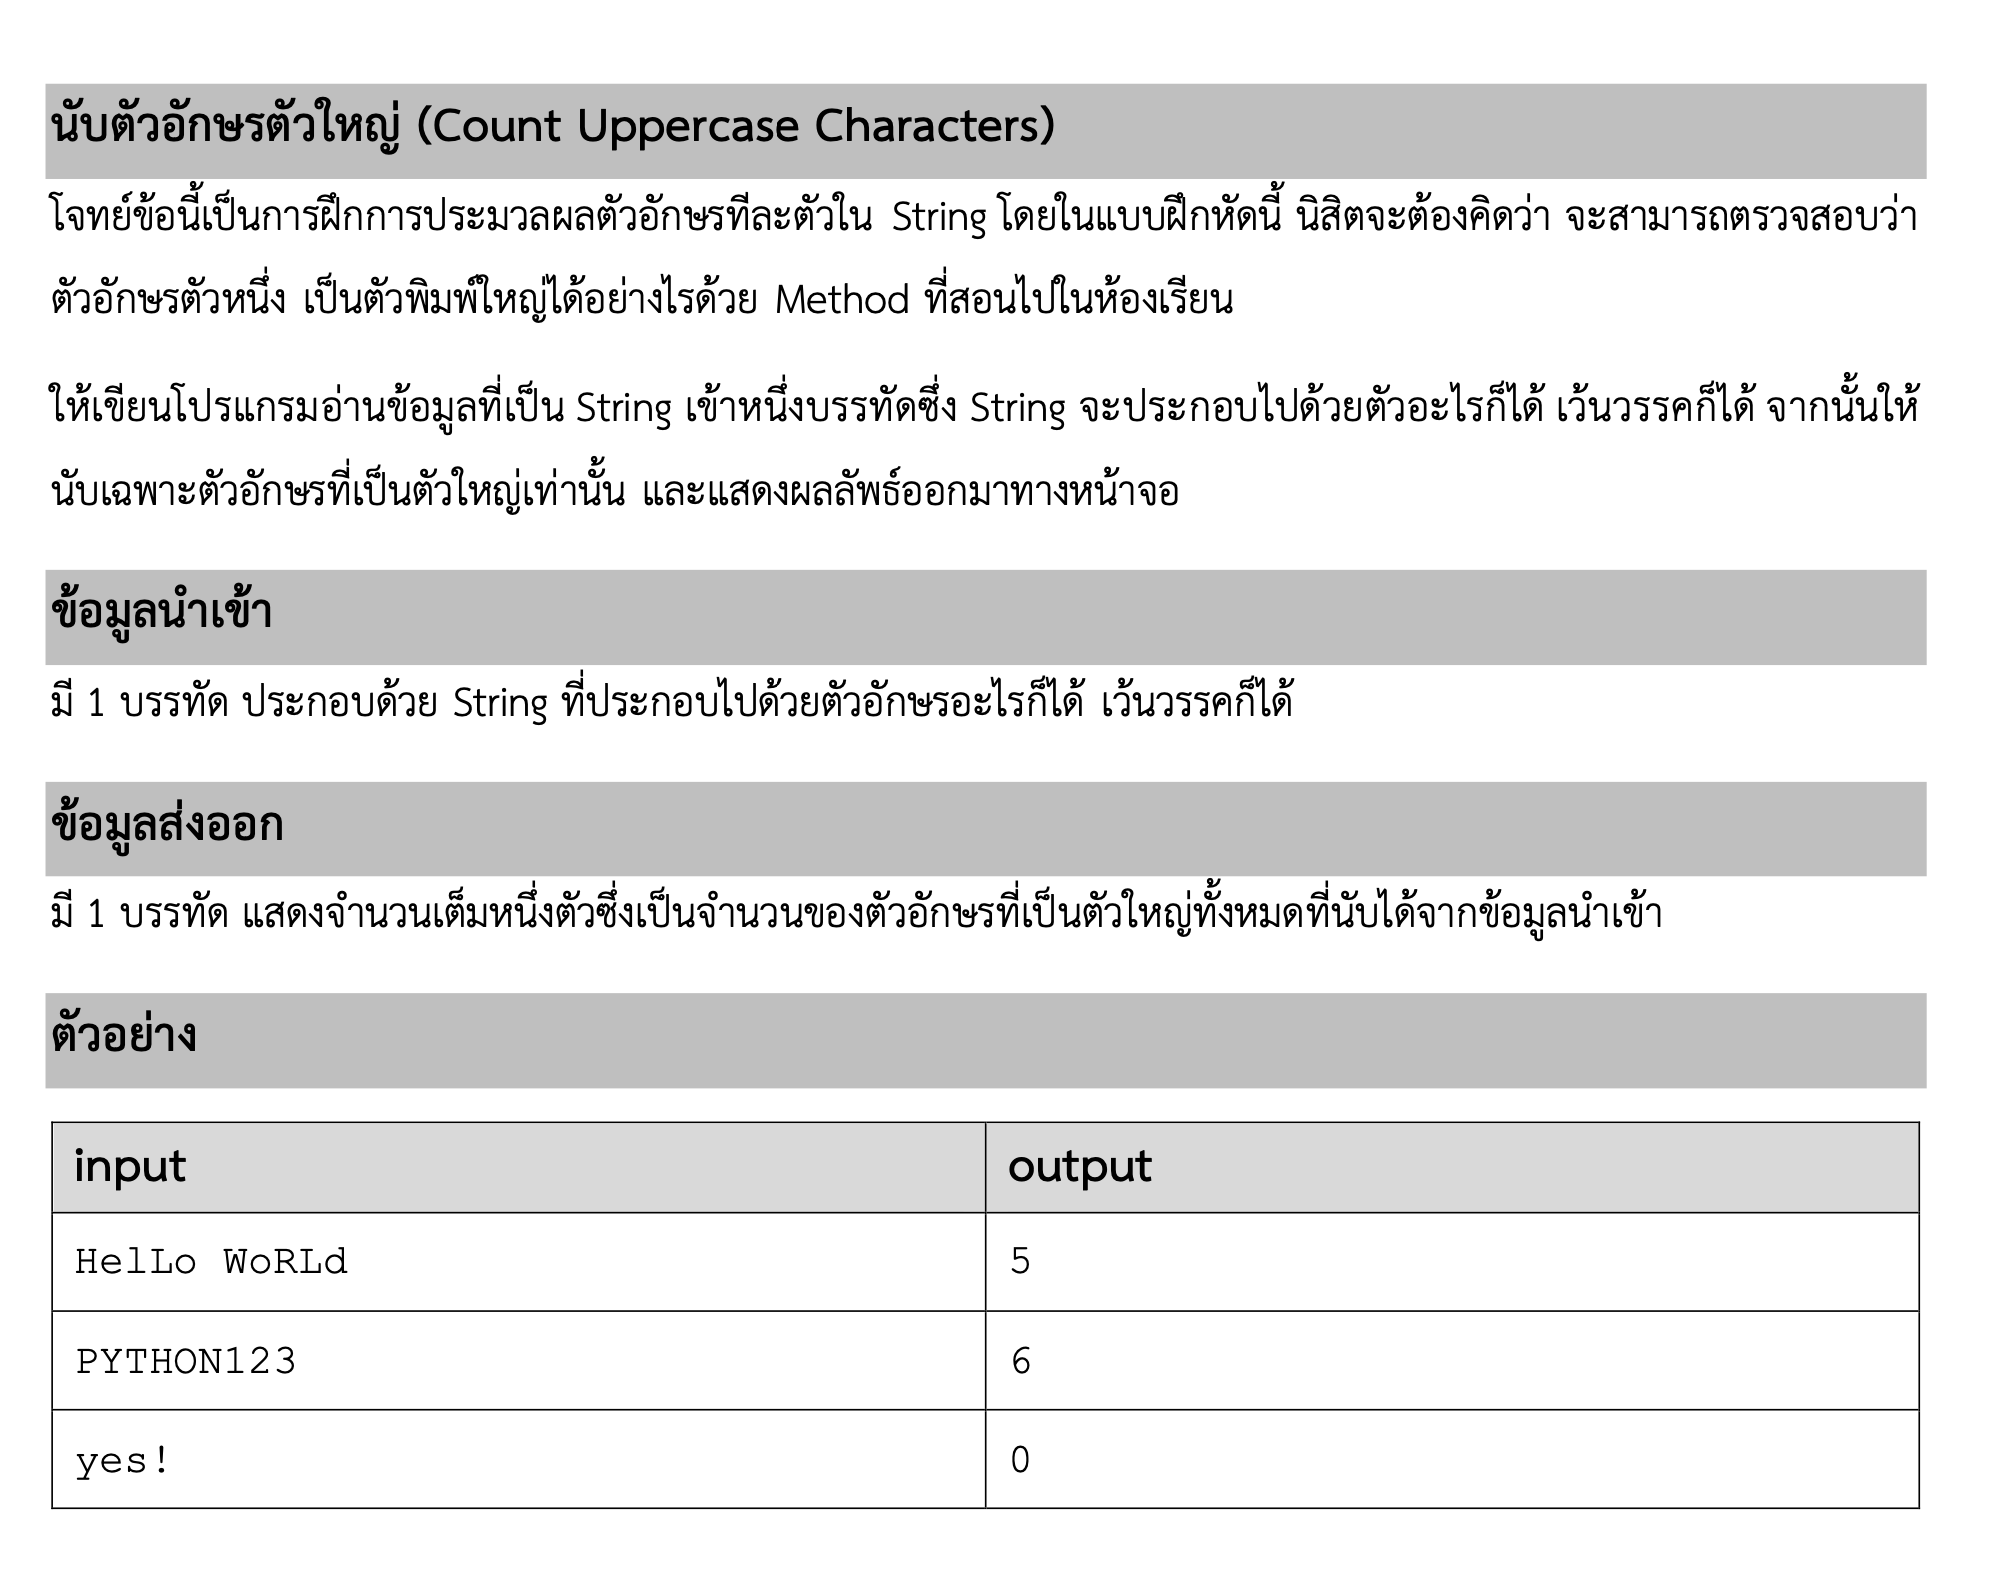 นับตัวอักษรตัวใหญ่ (Count Uppercase Characters)
โจทย์ข้อนี้เป็นการฝึกการประมวลผลตัวอักษรทีละตัวใน String โดยในแบบฝึกหัดนี้ นิสิตจะต้องคิดว่า จะสามารถตรวจสอบว่า
ตัวอักษรตัวหนึ่ง เป็นตัวพิมพ์ใหญ่ได้อย่างไรด้วย Method ที่สอนไปในห้องเรียน
ให้เขียนโปรแกรมอ่านข้อมูลที่เป็น String เข้าหนึ่งบรรทัดซึ่ง String จะประกอบไปด้วยตัวอะไรก็ได้ เว้นวรรคก็ได้ จากนั้นให้
นับเฉพาะตัวอักษรที่เป็นตัวใหญ่เท่านั้น และแสดงผลลัพธ์ออกมาทางหน้าจอ
ข้อมูลนำเข้า
มี 1 บรรทัด ประกอบด้วย String ที่ประกอบไปด้วยตัวอักษรอะไรก็ได้ เว้นวรรคก็ได้
ข้อมูลส่งออก
มี 1 บรรทัด แสดงจำนวนเต็มหนึ่งตัวซึ่งเป็นจำนวนของตัวอักษรที่เป็นตัวใหญ่ทั้งหมดที่นับได้จากข้อมูลนำเข้า
ตัวอย่าง
input output
HelLo WoRLd 5
PYTHON123 6
yes! 0